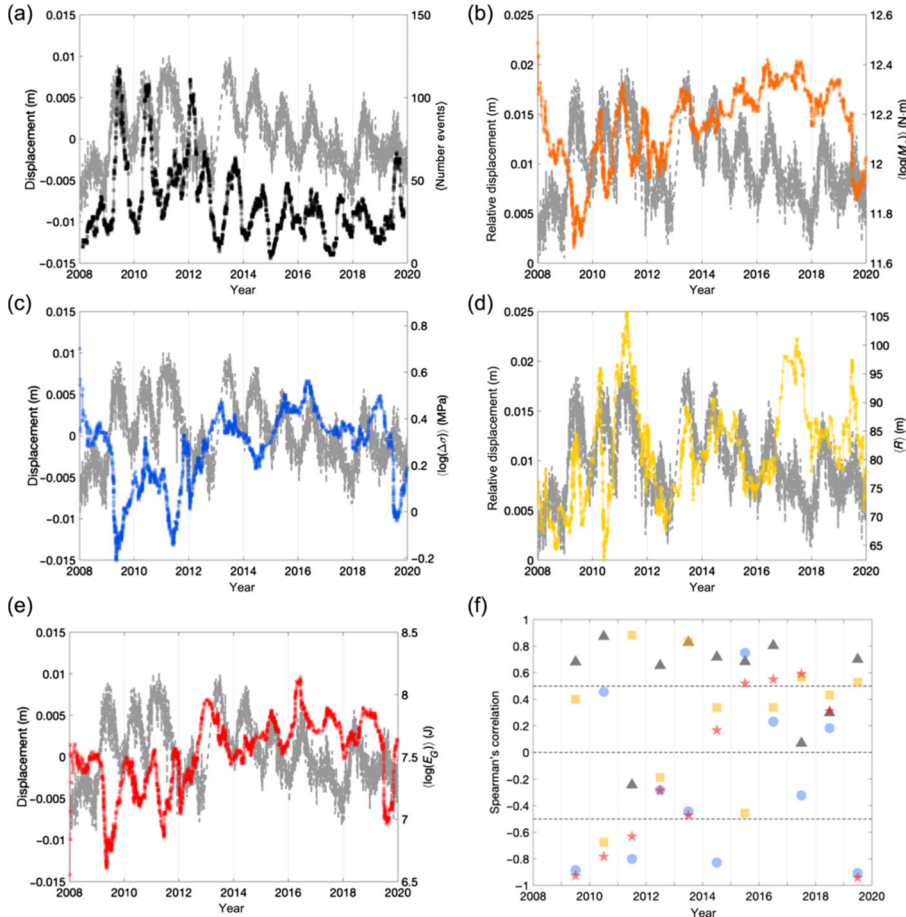 (a)
150
0.015
0.01
0.005
0
−0.005
−0.01
−0.015
Displacement (m)
100
50
0
⟨Number events⟩
2008 2010 2012 2014 2016 2018 2020
Year
(b)
0.025
0.02
0.015
0.01
0.005
0
Relative displacement (m)
12.6
12.4
12.2
12
11.8
11.6
2008 2010 2012 2014 2016 2018 2020
Year
(c)
0.015
0.01
0.005
0
−0.005
−0.01
−0.015
Displacement (m)
0.8
0.6
0.4
0.2
0
−0.2
⟨log(Δσ)⟩ (MPa)
2008 2010 2012 2014 2016 2018 2020
Year
(d)
0.025
0.02
0.015
0.01
0.005
0
Relative displacement (m)
105
100
95
90
85
80
75
70
65
⟨R⟩ (m)
2008 2010 2012 2014 2016 2018 2020
Year
(e)
0.015
0.01
0.005
0
−0.005
−0.01
−0.015
Displacement (m)
8.5
8
7.5
7
6.5
⟨log(E_G)⟩ (J)
2008 2010 2012 2014 2016 2018 2020
Year
(f)
1
0.8
0.6
0.4
0.2
0
−0.2
−0.4
−0.6
−0.8
−1
Spearman's correlation
2008 2010 2012 2014 2016 2018 2020
Year